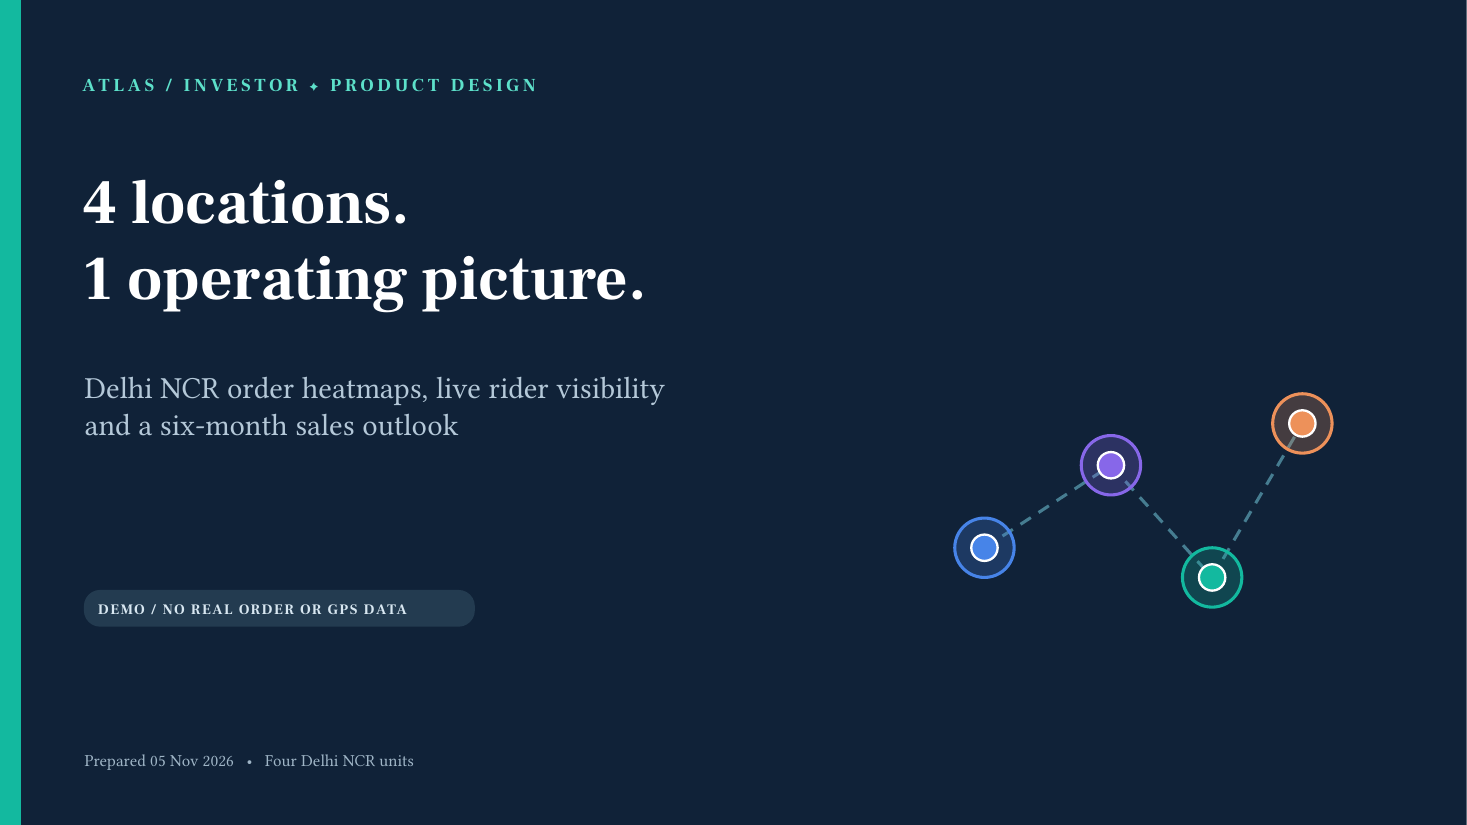 ATLAS / INVESTOR ✦ PRODUCT DESIGN
4 locations.
1 operating picture.
Delhi NCR order heatmaps, live rider visibility
and a six-month sales outlook
DEMO / NO REAL ORDER OR GPS DATA
Prepared 05 Nov 2026 • Four Delhi NCR units